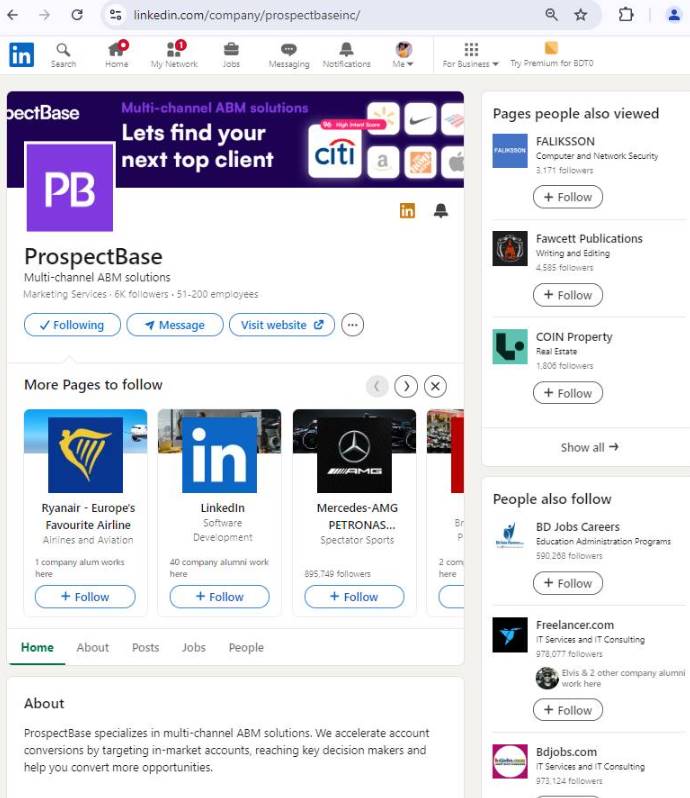 linkedin.com/company/prospectbaseinc/
in
Search
Home
1
My Network
Jobs
Messaging
Notifications
Me
For Business
Try Premium for BDT0
pectBase
Multi-channel ABM solutions
Lets find your
next top client
96 High Intent Score
citi
a
PB
in
ProspectBase
Multi-channel ABM solutions
Marketing Services · 6K followers · 51-200 employees
Following
Message
Visit website
More Pages to follow
in
AMG
Ryanair - Europe's
Favourite Airline
Airlines and Aviation
1 company alum works
here
+ Follow
LinkedIn
Software
Development
40 company alumni work
here
+ Follow
Mercedes-AMG
PETRONAS...
Spectator Sports
895,749 followers
+ Follow
Br
P
2 com
here
Home
About
Posts
Jobs
People
About
ProspectBase specializes in multi-channel ABM solutions. We accelerate account
conversions by targeting in-market accounts, reaching key decision makers and
help you convert more opportunities.
Pages people also viewed
FALIKSSON
FALIKSSON
Computer and Network Security
3,171 followers
+ Follow
Fawcett Publications
Writing and Editing
4,585 followers
+ Follow
COIN Property
Real Estate
1,806 followers
+ Follow
Show all →
People also follow
BD Jobs Careers
Education Administration Programs
590,268 followers
+ Follow
Freelancer.com
IT Services and IT Consulting
978,077 followers
Elvis & 2 other company alumni
work here
+ Follow
bdjobs.com
Bdjobs.com
IT Services and IT Consulting
973,124 followers